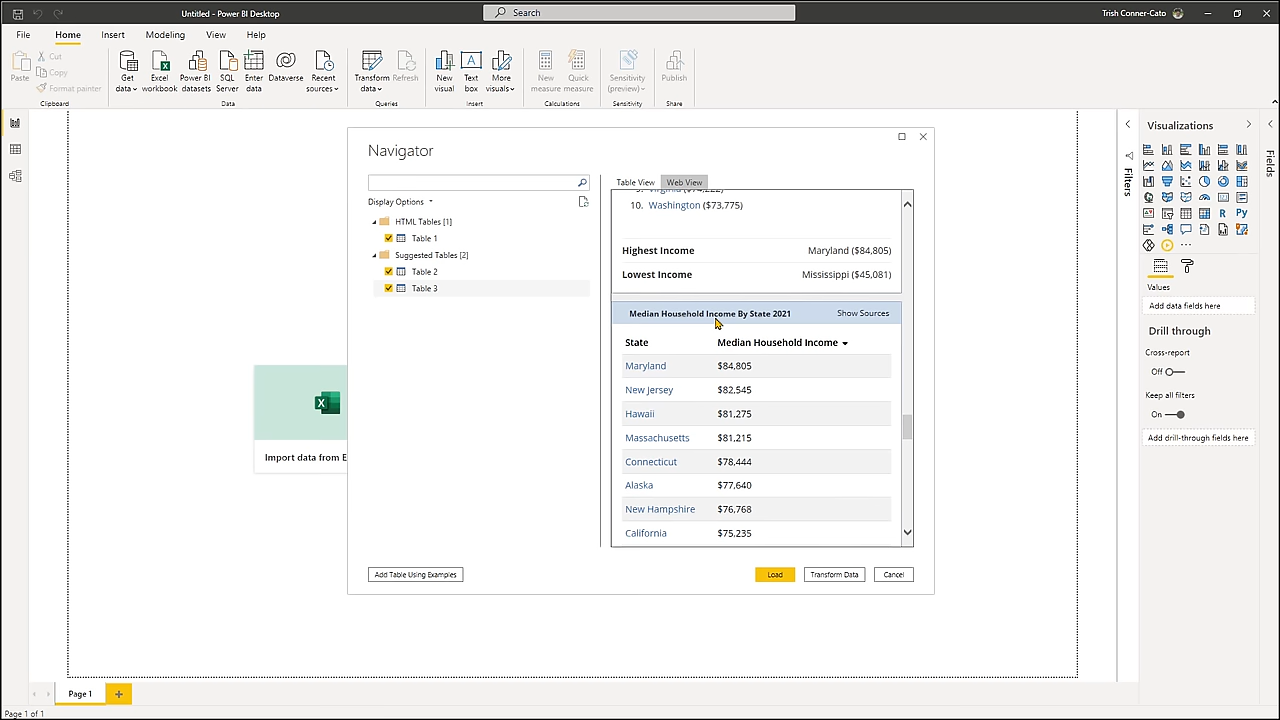 Untitled - Power BI Desktop
Search
Trish Conner-Cato
File Home Insert Modeling View Help
Paste
Cut
Copy
Format painter
Clipboard
Get data
Excel workbook
Power BI datasets
SQL Server
Enter data
Dataverse
Recent sources
Data
Transform data
Refresh
Queries
New visual
Text box
More visuals
Insert
New measure
Quick measure
Calculations
Sensitivity (preview)
Sensitivity
Publish
Share
Navigator
Display Options
HTML Tables [1]
Table 1
Suggested Tables [2]
Table 2
Table 3
Table View Web View
10. Washington ($73,775)
Highest Income Maryland ($84,805)
Lowest Income Mississippi ($45,081)
Median Household Income By State 2021 Show Sources
State Median Household Income
Maryland $84,805
New Jersey $82,545
Hawaii $81,275
Massachusetts $81,215
Connecticut $78,444
Alaska $77,640
New Hampshire $76,768
California $75,235
Add Table Using Examples
Load
Transform Data
Cancel
X
Import data from E
Filters
Visualizations
R
Py
Values
Add data fields here
Drill through
Cross-report
Off
Keep all filters
On
Add drill-through fields here
Fields
Page 1
Page 1 of 1